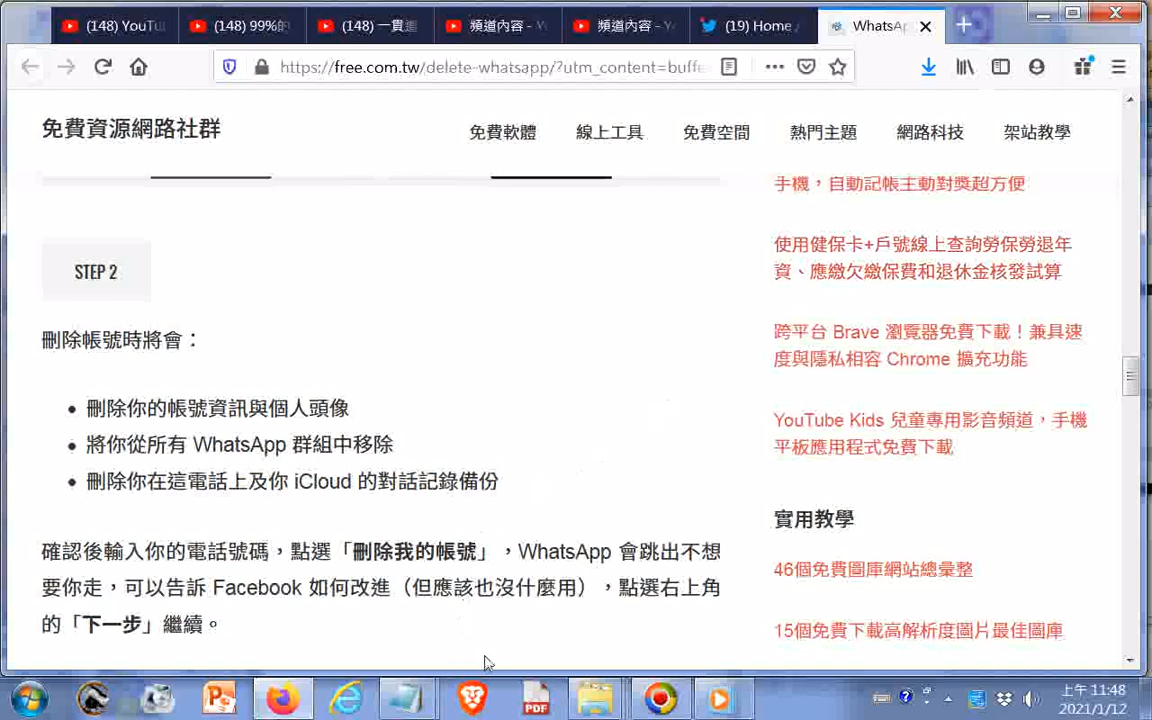 (148) YouTu
(148) 99%的
(148) 一貫道
頻道內容 - Y
頻道內容 - Yo
(19) Home /
WhatsAp
https://free.com.tw/delete-whatsapp/?utm_content=buffe
免費資源網路社群
免費軟體
線上工具
免費空間
熱門主題
網路科技
架站教學
STEP 2
刪除帳號時將會：
刪除你的帳號資訊與個人頭像
將你從所有 WhatsApp 群組中移除
刪除你在這電話上及你 iCloud 的對話記錄備份
確認後輸入你的電話號碼，點選「刪除我的帳號」，WhatsApp 會跳出不想
要你走，可以告訴 Facebook 如何改進（但應該也沒什麼用），點選右上角
的「下一步」繼續。
手機，自動記帳主動對獎超方便
使用健保卡+戶號線上查詢勞保勞退年
資、應繳欠繳保費和退休金核發試算
跨平台 Brave 瀏覽器免費下載！兼具速
度與隱私相容 Chrome 擴充功能
YouTube Kids 兒童專用影音頻道，手機
平板應用程式免費下載
實用教學
46個免費圖庫網站總彙整
15個免費下載高解析度圖片最佳圖庫
PDF
上午 11:48
2021/1/12